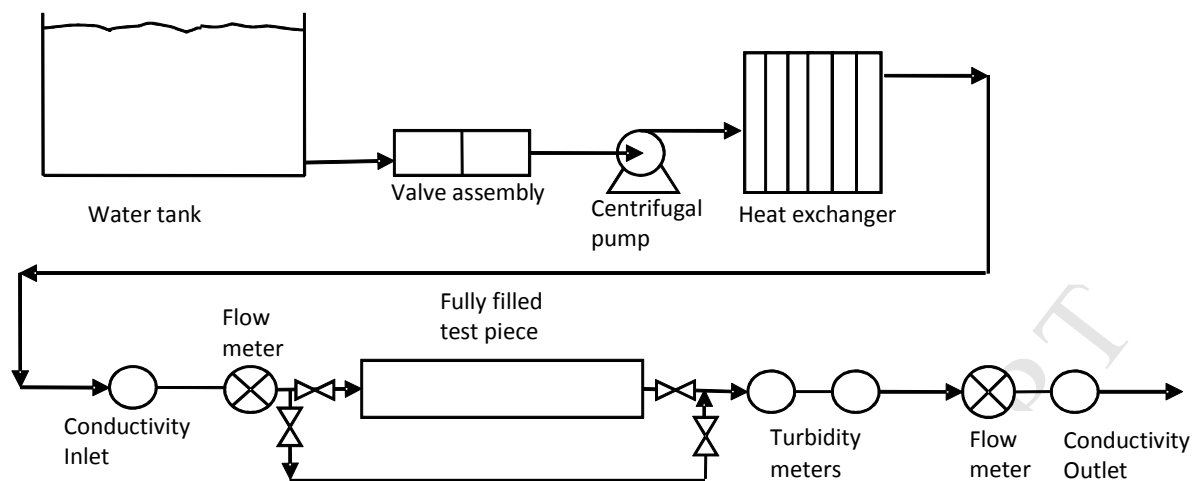 Water tank
Valve assembly
Centrifugal
pump
Heat exchanger
Fully filled
test piece
Flow
meter
Conductivity
Inlet
Turbidity
meters
Flow
meter
Conductivity
Outlet
PT